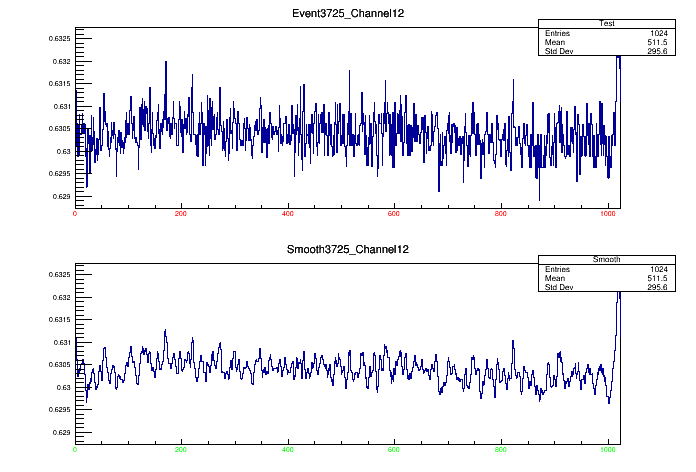 Event3725_Channel12
Test
Entries 1024
Mean 511.5
Std Dev 295.6
0.6325
0.632
0.6315
0.631
0.6305
0.63
0.6295
0.629
0 200 400 600 800 1000
Smooth3725_Channel12
Smooth
Entries 1024
Mean 511.5
Std Dev 295.6
0.6325
0.632
0.6315
0.631
0.6305
0.63
0.6295
0.629
0 200 400 600 800 1000